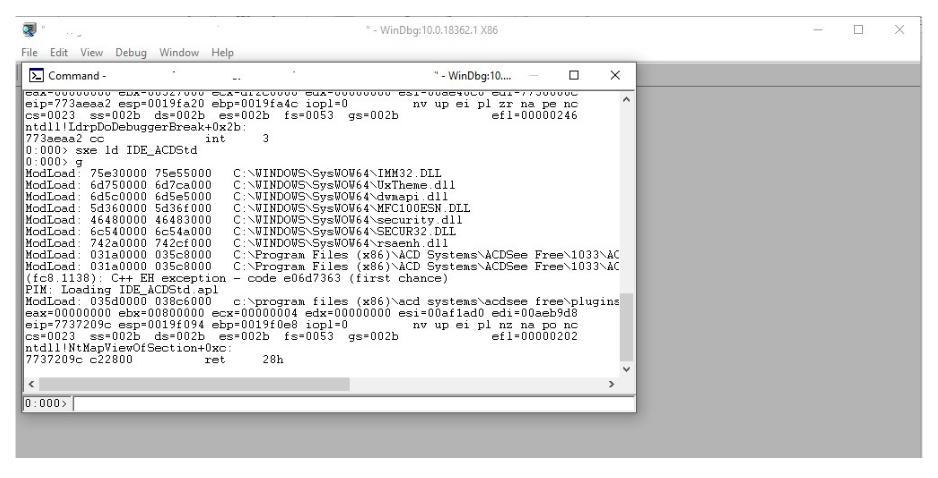 " - WinDbg:10.0.18362.1 X86
File Edit View Debug Window Help
Command - " - WinDbg:10....
eip=773aeaa2 esp=0019fa20 ebp=0019fa4c iopl=0 nv up ei pl zr na pe nc
cs=0023 ss=002b ds=002b es=002b fs=0053 gs=002b efl=00000246
ntdll!LdrpDoDebuggerBreak+0x2b:
773aeaa2 cc int 3
0:000> sxe ld IDE_ACDStd
0:000> g
ModLoad: 75e30000 75e55000 C:\WINDOWS\SysWOW64\IMM32.DLL
ModLoad: 6d750000 6d7ca000 C:\WINDOWS\SysWOW64\UxTheme.dll
ModLoad: 6d5c0000 6d5e5000 C:\WINDOWS\SysWOW64\dwmapi.dll
ModLoad: 5d360000 5d36f000 C:\WINDOWS\SysWOW64\MFC100ESN.DLL
ModLoad: 46480000 46483000 C:\WINDOWS\SysWOW64\security.dll
ModLoad: 6c540000 6c54a000 C:\WINDOWS\SysWOW64\SECUR32.DLL
ModLoad: 742a0000 742cf000 C:\WINDOWS\SysWOW64\rsaenh.dll
ModLoad: 031a0000 035c8000 C:\Program Files (x86)\ACD Systems\ACDSee Free\1033\AC
ModLoad: 031a0000 035c8000 C:\Program Files (x86)\ACD Systems\ACDSee Free\1033\AC
(fc8.1138): C++ EH exception - code e06d7363 (first chance)
PIM: Loading IDE_ACDStd.apl
ModLoad: 035d0000 038c6000 c:\program files (x86)\acd systems\acdsee free\plugins
eax=00000000 ebx=00800000 ecx=00000004 edx=00000000 esi=00af1ad0 edi=00aeb9d8
eip=7737209c esp=0019f094 ebp=0019f0e8 iopl=0 nv up ei pl nz na po nc
cs=0023 ss=002b ds=002b es=002b fs=0053 gs=002b efl=00000202
ntdll!NtMapViewOfSection+0xc:
7737209c c22800 ret 28h
0:000>